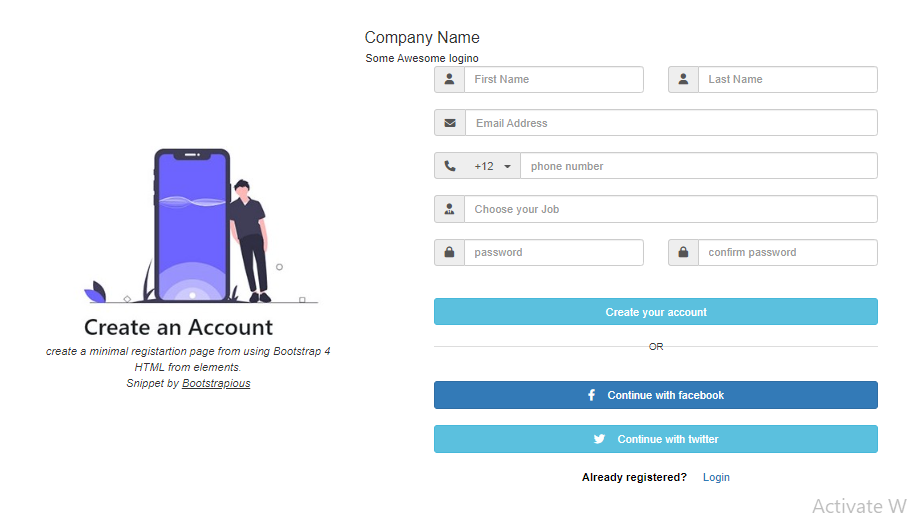 Company Name
Some Awesome logino
First Name
Last Name
Email Address
+12
phone number
Choose your Job
password
confirm password
Create your account
OR
Continue with facebook
Continue with twitter
Already registered? Login
Create an Account
create a minimal registartion page from using Bootstrap 4
HTML from elements.
Snippet by Bootstrapious
Activate W